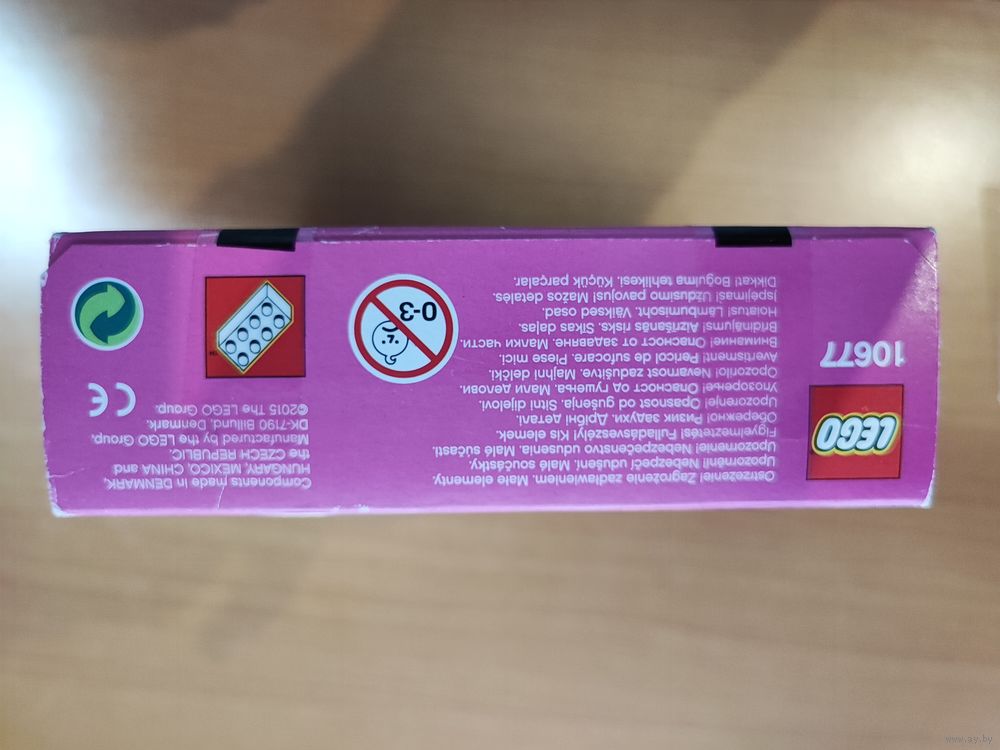 LEGO
10677
Ostrzeżenie! Zagrożenie zadławieniem. Małe elementy.
Upozornění! Nebezpečí udušení. Malé součástky.
Upozornenie! Nebezpečenstvo udusenia. Malé súčasti.
Figyelmeztetés! Fulladásveszély! Kis elemek.
Обережно! Ризик задухи. Дрібні деталі.
Upozorenje! Opasnost od gušenja. Sitni dijelovi.
Упозорење! Опасност од гушења. Мали делови.
Opozorilo! Nevarnost zadušitve. Majhni delčki.
Avertisment! Pericol de sufocare. Piese mici.
Внимание! Опасност от задавяне. Малки части.
Brīdinājums! Aizrīšanās risks. Sīkas daļas.
Hoiatus! Lämbumisoht. Väiksed osad.
Įspėjimas! Uždusimo pavojus! Mažos detalės.
Dikkat! Boğulma tehlikesi. Küçük parçalar.
0-3
Components made in DENMARK,
HUNGARY, MEXICO, CHINA and
the CZECH REPUBLIC.
Manufactured by the LEGO Group,
DK-7190 Billund, Denmark.
©2015 The LEGO Group.
CE
www.ay.by